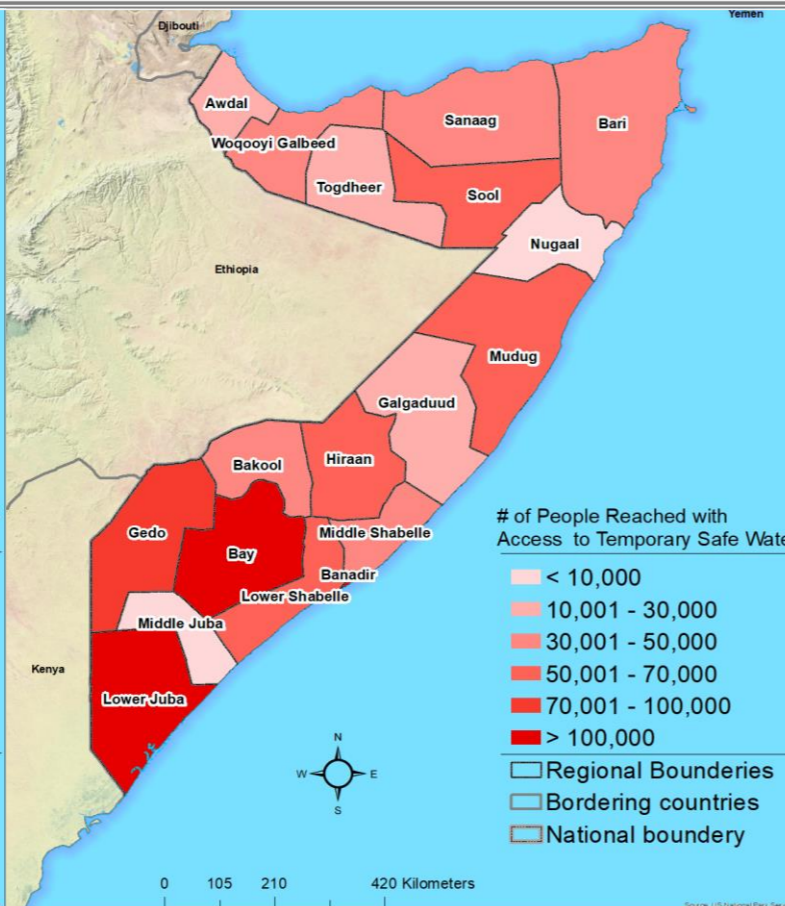 Djibouti
Yemen
Awdal
Sanaag
Bari
Woqooyi Galbeed
Togdheer
Sool
Nugaal
Ethiopia
Mudug
Galgaduud
Bakool
Hiraan
Gedo
Middle Shabelle
Bay
Banadir
Lower Shabelle
Middle Juba
Kenya
Lower Juba
# of People Reached with
Access to Temporary Safe Wate
< 10,000
10,001 - 30,000
30,001 - 50,000
50,001 - 70,000
70,001 - 100,000
> 100,000
Regional Bounderies
Bordering countries
National boundery
N
W E
S
0 105 210 420 Kilometers